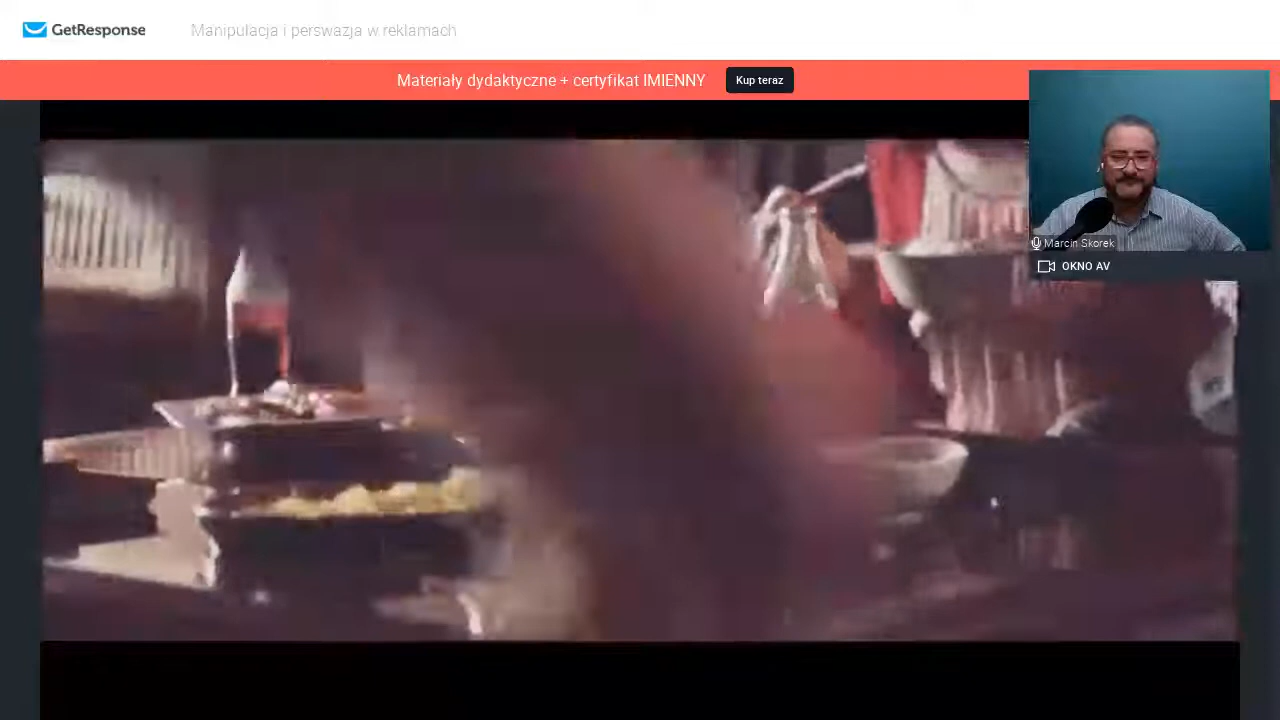 GetResponse
Manipulacja i perswazja w reklamach
Materiały dydaktyczne + certyfikat IMIENNY
Kup teraz
Marcin Skorek
OKNO AV